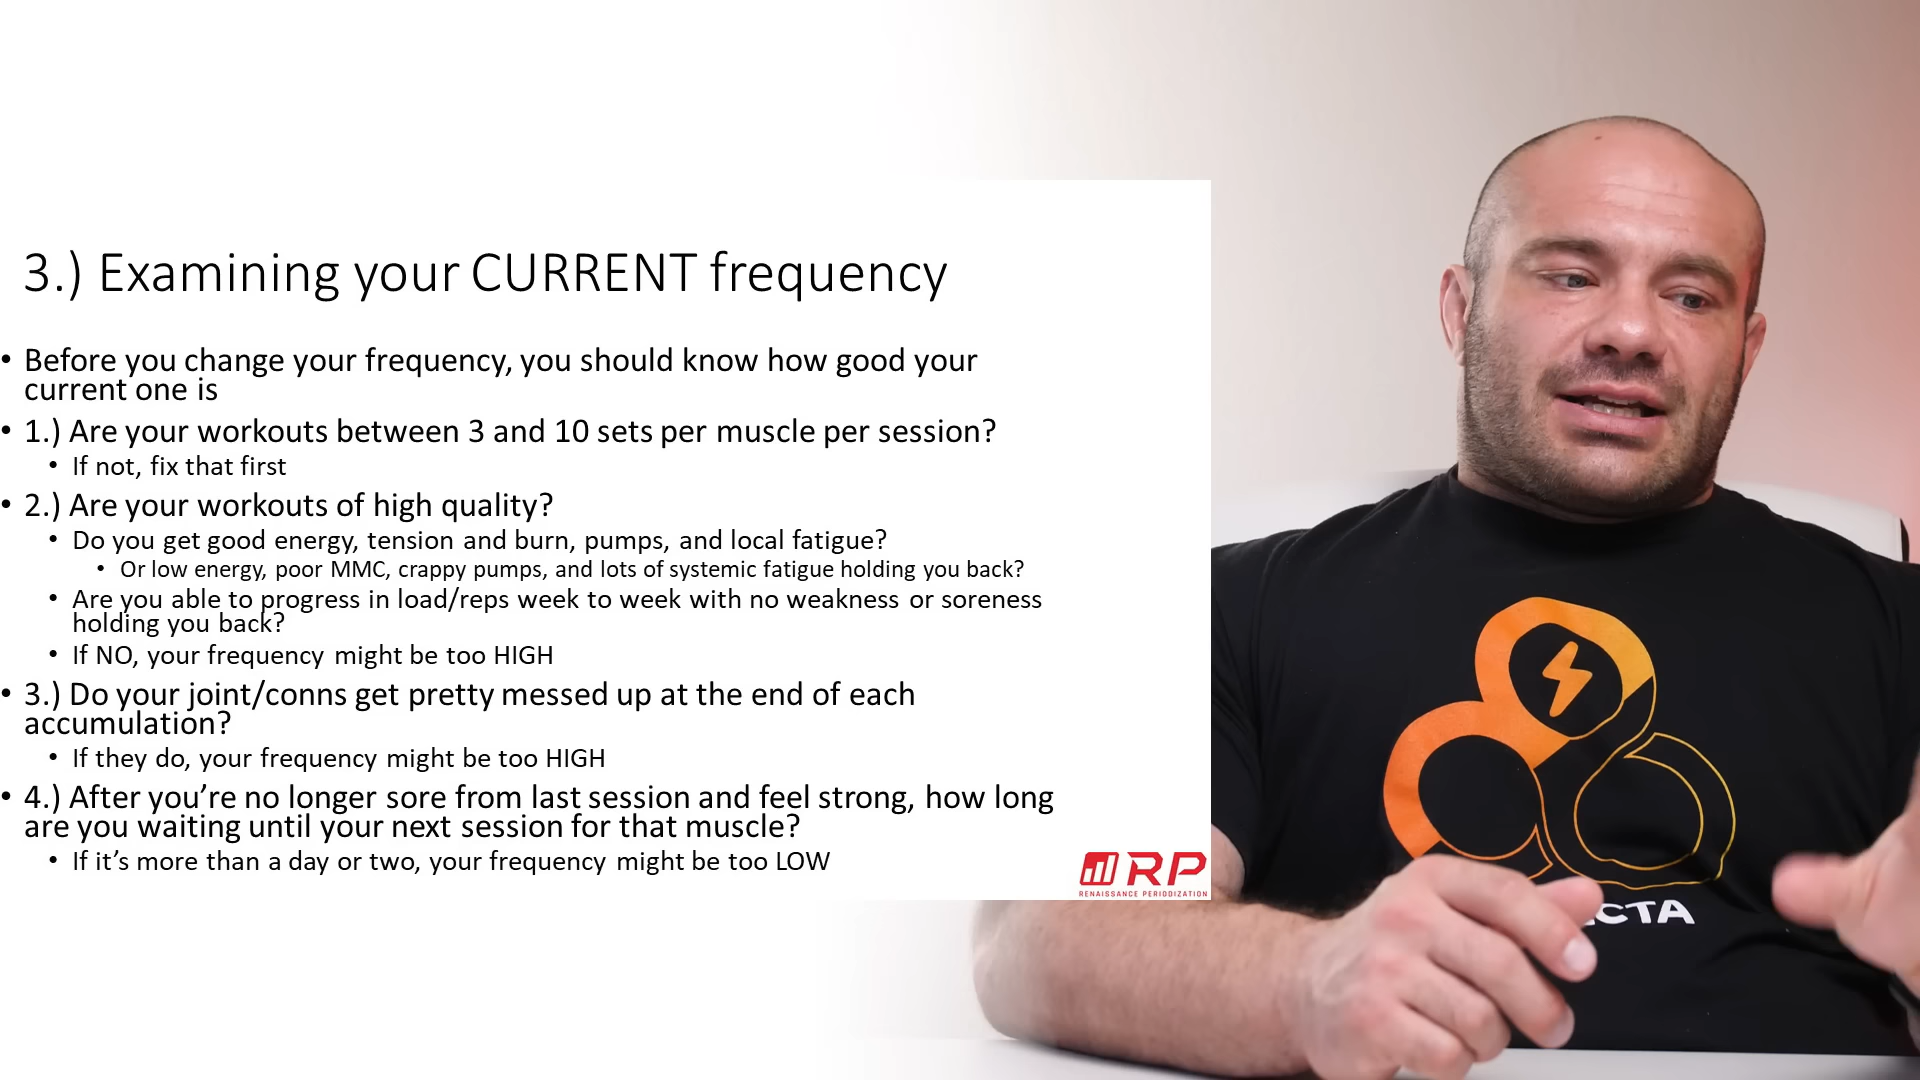 3.) Examining your CURRENT frequency
• Before you change your frequency, you should know how good your
current one is
• 1.) Are your workouts between 3 and 10 sets per muscle per session?
• If not, fix that first
• 2.) Are your workouts of high quality?
• Do you get good energy, tension and burn, pumps, and local fatigue?
• Or low energy, poor MMC, crappy pumps, and lots of systemic fatigue holding you back?
• Are you able to progress in load/reps week to week with no weakness or soreness
holding you back?
• If NO, your frequency might be too HIGH
• 3.) Do your joint/conns get pretty messed up at the end of each
accumulation?
• If they do, your frequency might be too HIGH
• 4.) After you’re no longer sore from last session and feel strong, how long
are you waiting until your next session for that muscle?
• If it’s more than a day or two, your frequency might be too LOW
RP
RENAISSANCE PERIODIZATION